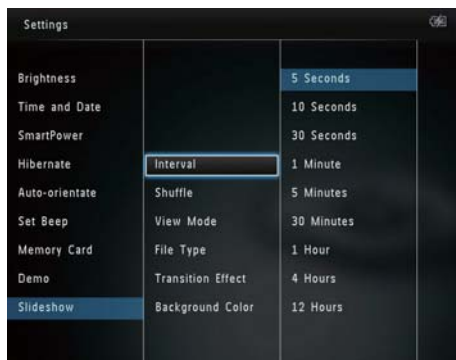 Settings
Brightness
Time and Date
SmartPower
Hibernate
Auto-orientate
Set Beep
Memory Card
Demo
Slideshow
Interval
Shuffle
View Mode
File Type
Transition Effect
Background Color
5 Seconds
10 Seconds
30 Seconds
1 Minute
5 Minutes
30 Minutes
1 Hour
4 Hours
12 Hours